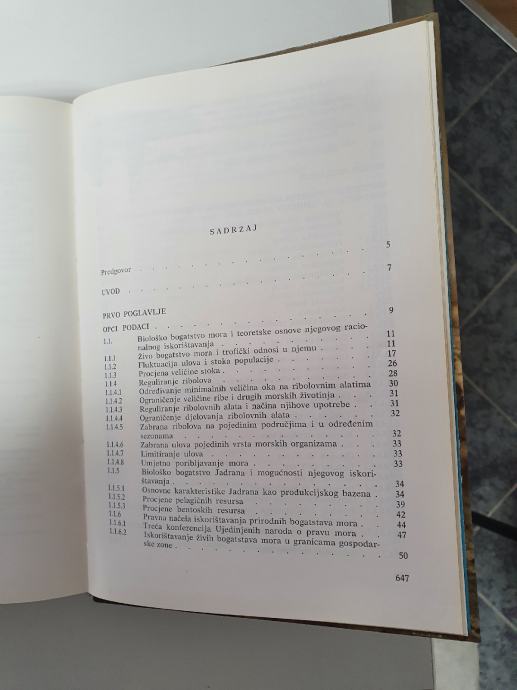 SADRŽAJ
Predgovor . . . . . . . . . . 5
UVOD . . . . . . . . . . 7
PRVO POGLAVLJE
OPĆI PODACI . . . . . . . . . . 9
1.1. Biološko bogatstvo mora i teoretske osnove njegovog racio-
nalnog iskorištavanja . . . . . . . . . . 11
1.1.1 Živo bogatstvo mora i trofički odnosi u njemu . . . . 11
1.1.2 Fluktuacija ulova i stoka populacije . . . . . 17
1.1.3 Procjena veličine stoka . . . . . . . 26
1.1.4 Reguliranje ribolova . . . . . . . 28
1.1.4.1 Određivanje minimalnih veličina oka na ribolovnim alatima 30
1.1.4.2 Ograničenje veličine ribe i drugih morskih životinja . . 31
1.1.4.3 Reguliranje ribolovnih alata i načina njihove upotrebe . 31
1.1.4.4 Ograničenje djelovanja ribolovnih alata . . . . 32
1.1.4.5 Zabrana ribolova na pojedinim područjima i u određenim
sezonama . . . . . . . . . . 32
1.1.4.6 Zabrana ulova pojedinih vrsta morskih organizama . . 33
1.1.4.7 Limitiranje ulova . . . . . . . . 33
1.1.4.8 Umjetno poribljavanje mora . . . . . . 33
1.1.5 Biološko bogatstvo Jadrana i mogućnosti njegovog iskori-
štavanja . . . . . . . . . . 34
1.1.5.1 Osnovne karakteristike Jadrana kao produkcijskog bazena . 34
1.1.5.2 Procjene pelagičnih resursa . . . . . . 39
1.1.5.3 Procjene bentoskih resursa . . . . . . 42
1.1.6 Pravna načela iskorištavanja prirodnih bogatstava mora . 44
1.1.6.1 Treća konferencija Ujedinjenih naroda o pravu mora . . 47
1.1.6.2 Iskorištavanje živih bogatstava mora u granicama gospodar-
ske zone . . . . . . . . . . 50
647